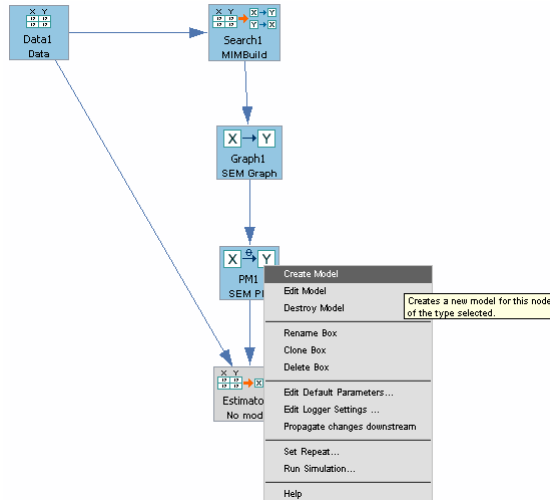 X Y
Data1
Data
X Y
X Y
Y X
Search1
MIMBuild
X Y
Graph1
SEM Graph
X Y
PM1
SEM P
Create Model
Edit Model
Destroy Model
Creates a new model for this node
of the type selected.
Rename Box
Clone Box
Delete Box
X Y
X
Estimato
No mod
Edit Default Parameters...
Edit Logger Settings ...
Propagate changes downstream
Set Repeat...
Run Simulation...
Help